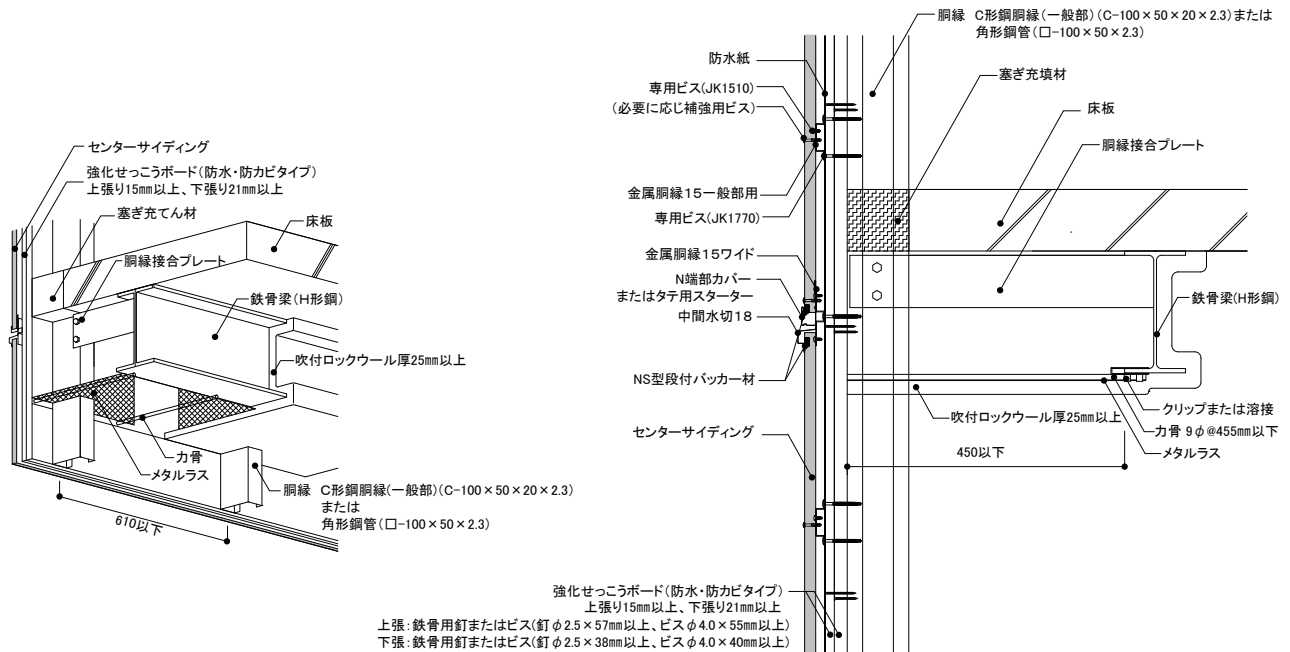 センターサイディング
強化せっこうボード(防水・防カビタイプ)
上張り15mm以上、下張り21mm以上
塞ぎ充てん材
床板
胴縁接合プレート
鉄骨梁(H形鋼)
吹付ロックウール厚25mm以上
力骨
メタルラス
胴縁 C形鋼胴縁(一般部)(C-100×50×20×2.3)
または
角形鋼管(口-100×50×2.3)
610以下
胴縁 C形鋼胴縁(一般部)(C-100×50×20×2.3)または
角形鋼管(口-100×50×2.3)
防水紙
塞ぎ充填材
専用ビス(JK1510)
(必要に応じ補強用ビス)
床板
胴縁接合プレート
金属胴縁15一般部用
専用ビス(JK1770)
金属胴縁15ワイド
N端部カバー
またはタテ用スターター
中間水切18
鉄骨梁(H形鋼)
NS型段付バッカー材
吹付ロックウール厚25mm以上
クリップまたは溶接
力骨 9φ@455mm以下
メタルラス
センターサイディング
450以下
強化せっこうボード(防水・防カビタイプ)
上張り15mm以上、下張り21mm以上
上張:鉄骨用釘またはビス(釘φ2.5×57mm以上、ビスφ4.0×55mm以上)
下張:鉄骨用釘またはビス(釘φ2.5×38mm以上、ビスφ4.0×40mm以上)